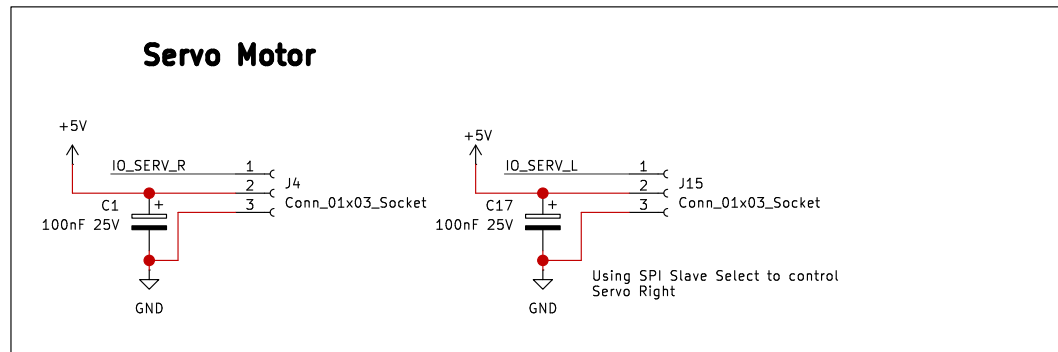 Servo Motor
+5V
IO_SERV_R
1
2
3
J4
Conn_01x03_Socket
C1
+
100nF 25V
GND
+5V
IO_SERV_L
1
2
3
J15
Conn_01x03_Socket
C17
+
100nF 25V
GND
Using SPI Slave Select to control
Servo Right